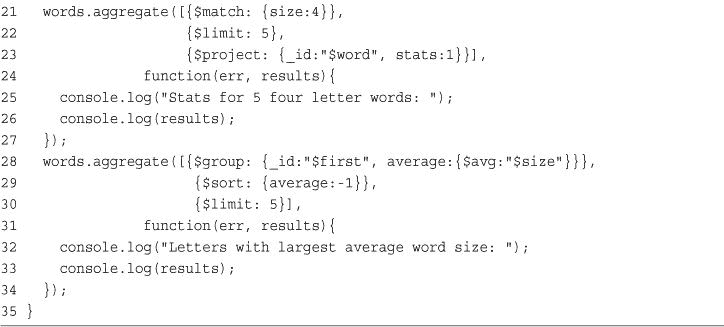 21   words.aggregate([{$match: {size:4}},
22                    {$limit: 5},
23                    {$project: {_id:"$word", stats:1}}],
24               function(err, results){
25     console.log("Stats for 5 four letter words: ");
26     console.log(results);
27   });
28   words.aggregate([{$group: {_id:"$first", average:{$avg:"$size"}}},
29                     {$sort: {average:-1}},
30                     {$limit: 5}],
31               function(err, results){
32     console.log("Letters with largest average word size: ");
33     console.log(results);
34   });
35 }